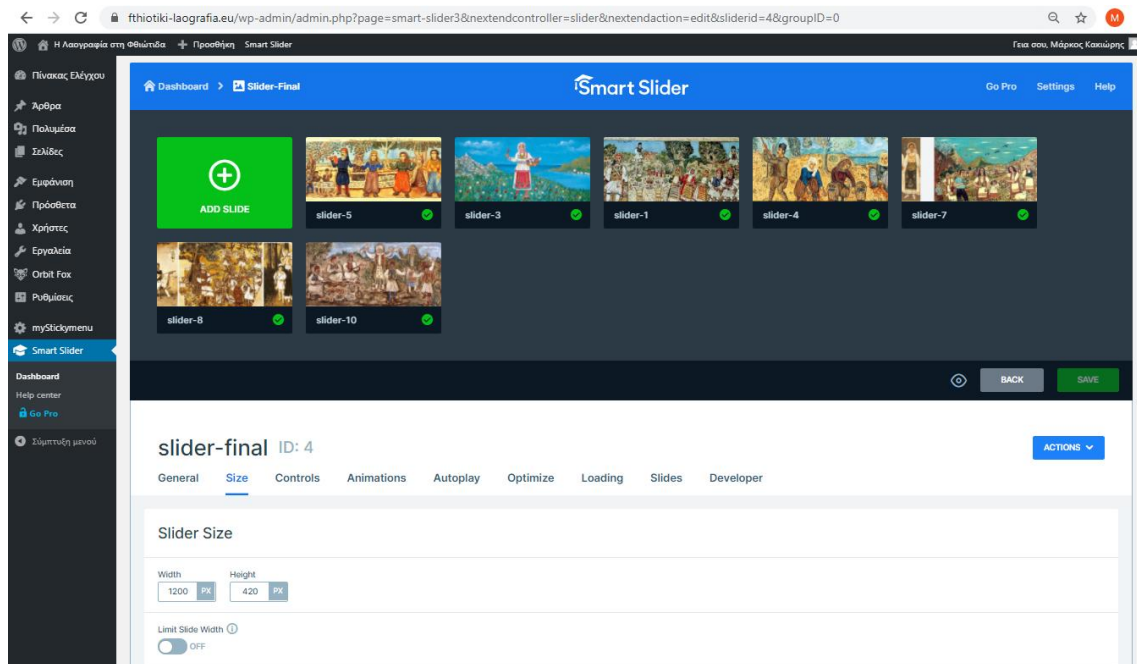 fthiotiki-laografia.eu/wp-admin/admin.php?page=smart-slider3&nextendcontroller=slider&nextendaction=edit&sliderid=4&groupID=0
M
Η Λαογραφία στη Φθιώτιδα + Προσθήκη Smart Slider
Γεια σου, Μάρκος Κακιώρης
Πίνακας Ελέγχου
Άρθρα
Πολυμέσα
Σελίδες
Εμφάνιση
Πρόσθετα
Χρήστες
Εργαλεία
Orbit Fox
Ρυθμίσεις
myStickymenu
Smart Slider
Dashboard
Help center
Go Pro
Σύμπτυξη μενού
Dashboard > Slider-Final
Smart Slider
Go Pro Settings Help
ADD SLIDE
slider-5
slider-3
slider-1
slider-4
slider-7
slider-8
slider-10
BACK
SAVE
slider-final ID: 4
ACTIONS
General Size Controls Animations Autoplay Optimize Loading Slides Developer
Slider Size
Width Height
1200 PX 420 PX
Limit Slide Width
OFF